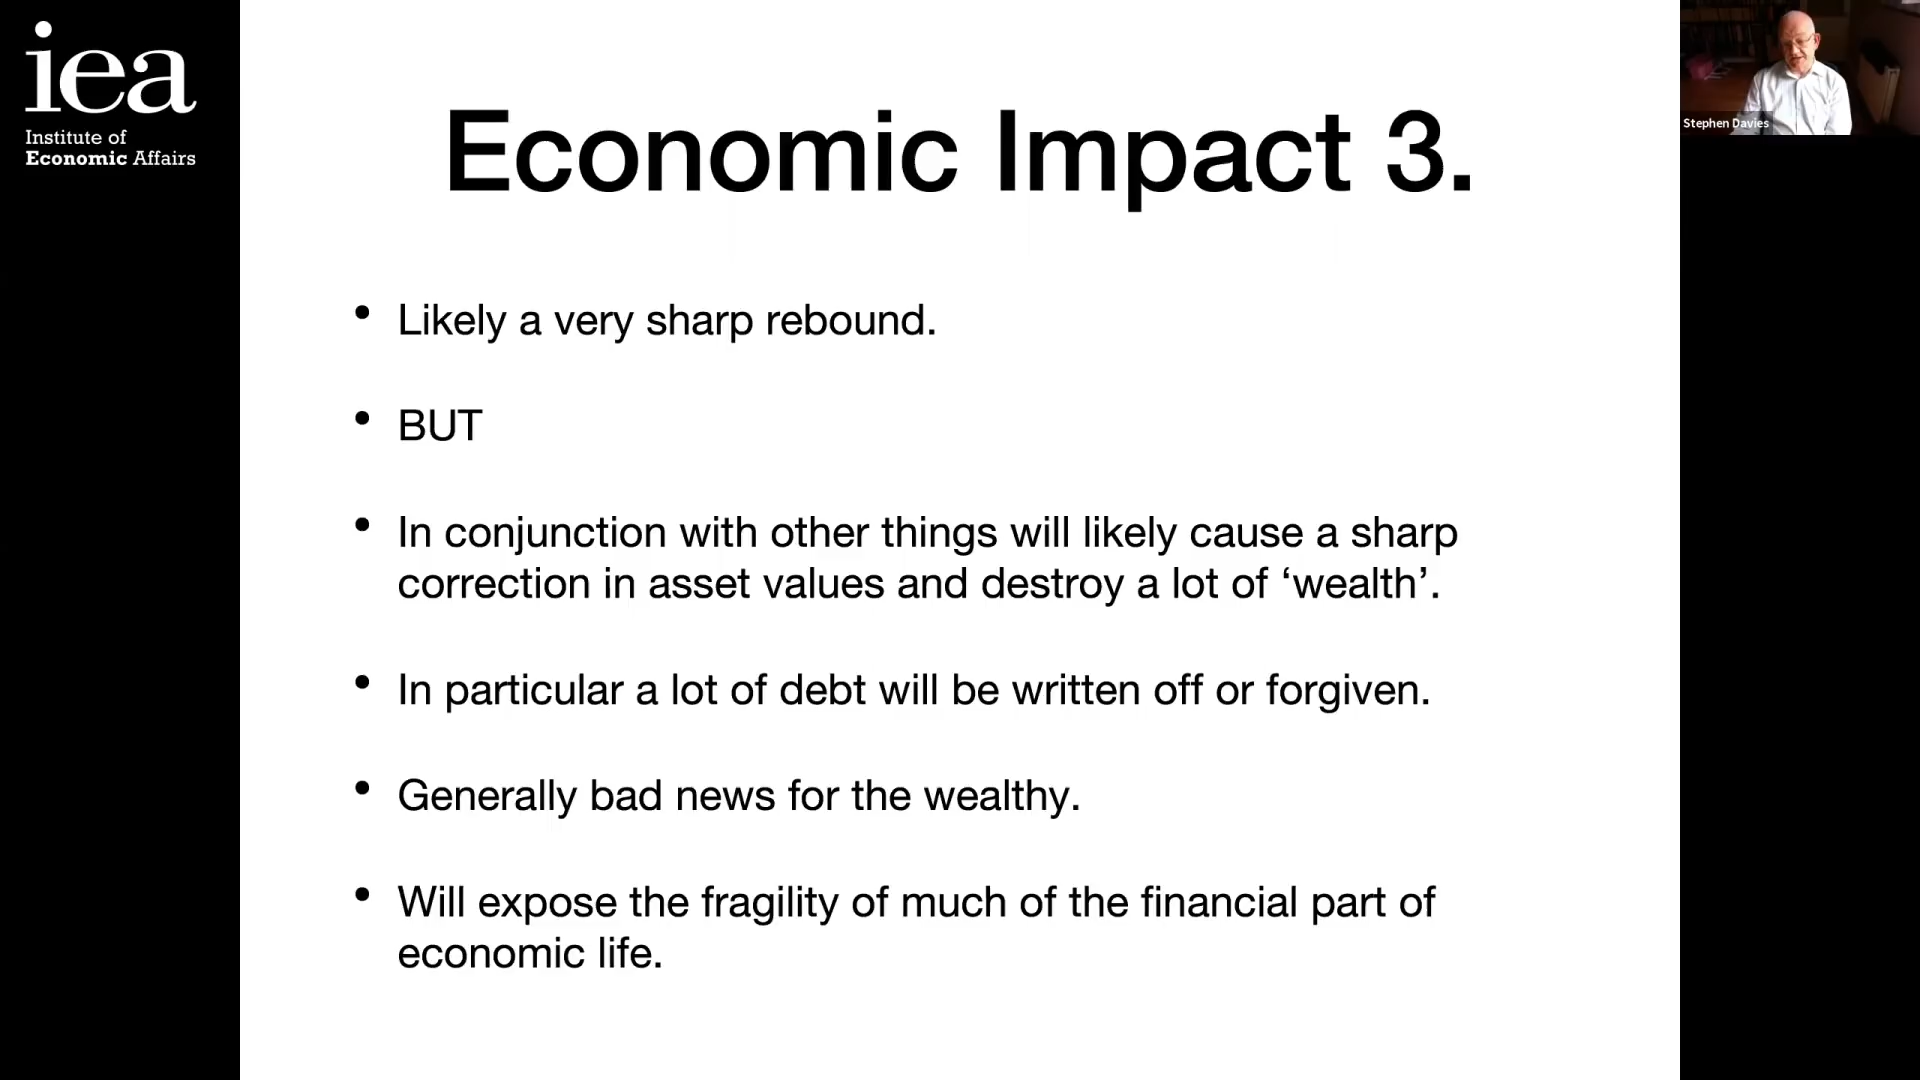 iea
Institute of
Economic Affairs
Economic Impact 3.
• Likely a very sharp rebound.
• BUT
• In conjunction with other things will likely cause a sharp
correction in asset values and destroy a lot of ‘wealth’.
• In particular a lot of debt will be written off or forgiven.
• Generally bad news for the wealthy.
• Will expose the fragility of much of the financial part of
economic life.
Stephen Davies